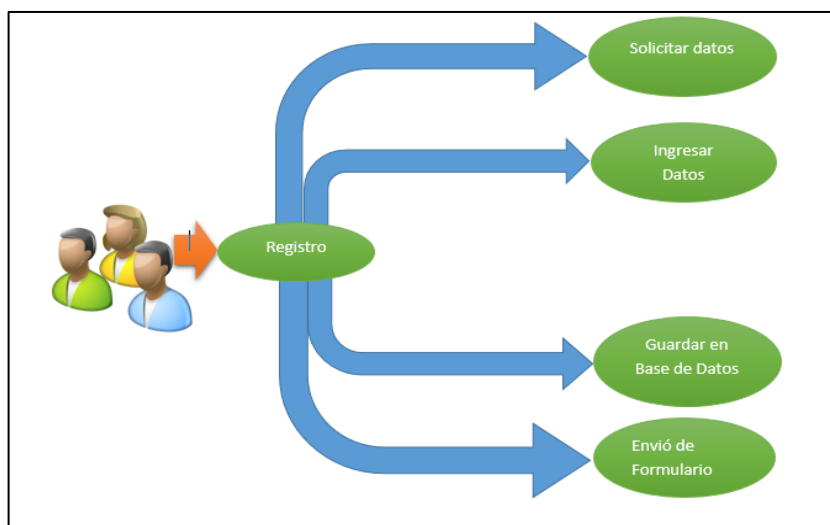 Solicitar datos
Ingresar
Datos
Registro
Guardar en
Base de Datos
Envió de
Formulario